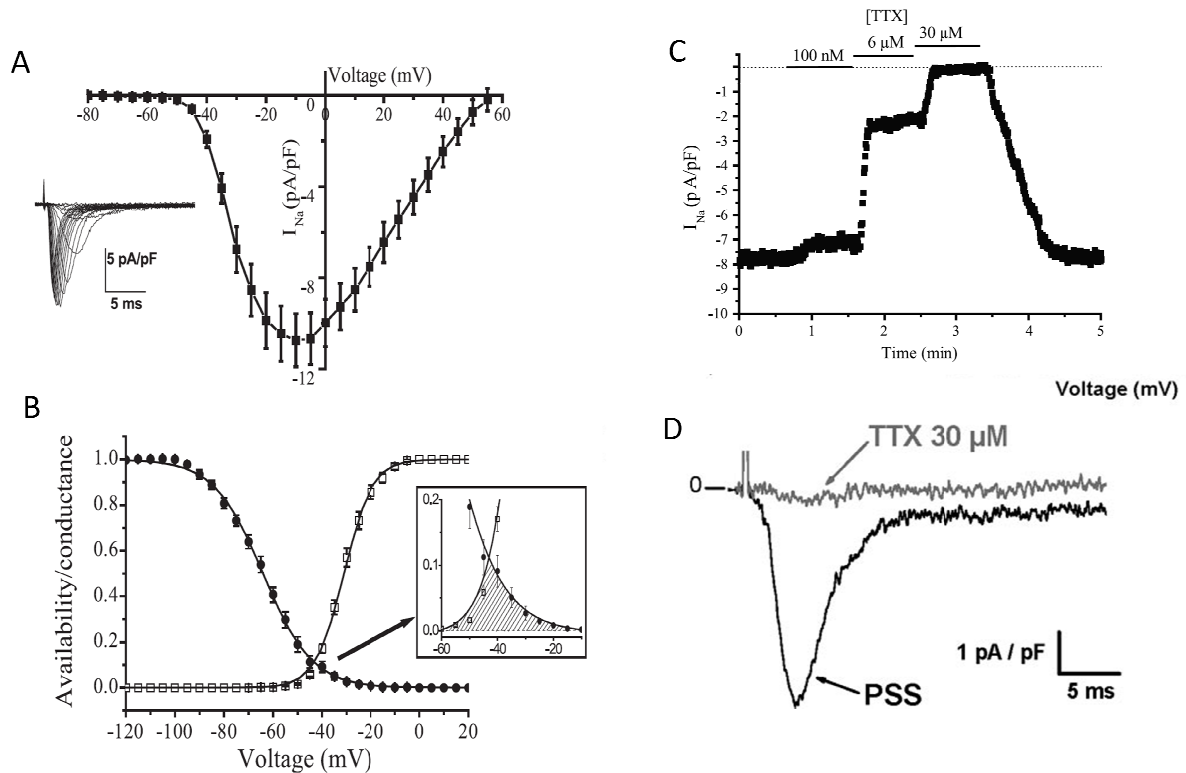 A
Voltage (mV)
-80 -60 -40 -20 0 20 40 60
-4
-8
-12
I Na (pA/pF)
5 pA/pF
5 ms
C
[TTX]
100 nM 6 µM 30 µM
-1
-2
-3
-4
-5
-6
-7
-8
-9
-10
I Na (p A/pF)
0 1 2 3 4 5
Time (min)
Voltage (mV)
B
Availability/conductance
1.0
0.8
0.6
0.4
0.2
0.0
-120 -100 -80 -60 -40 -20 0 20
Voltage (mV)
0,2
0,1
0,0
-60 -40 -20
D
TTX 30 µM
0
PSS
1 pA / pF
5 ms